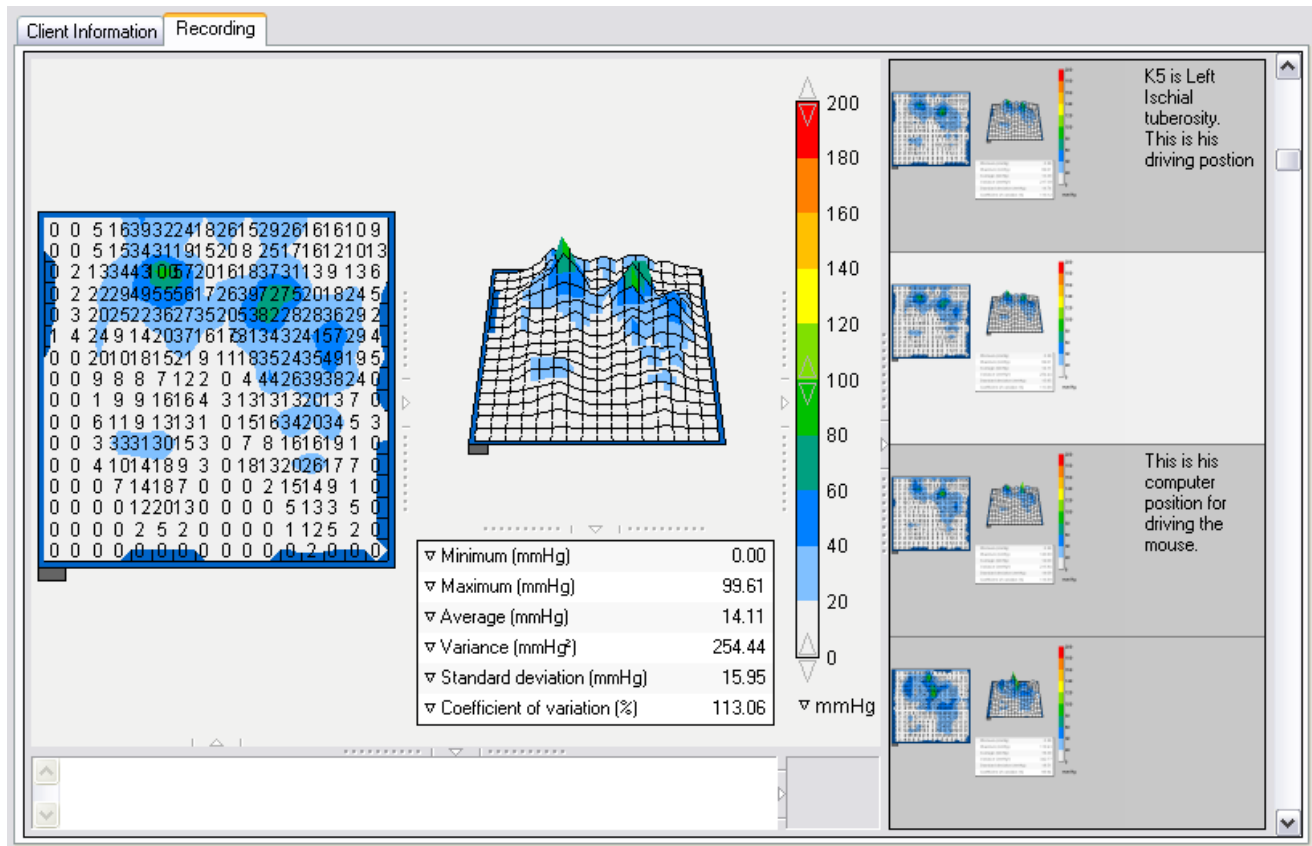 Client Information
Recording
0 0 5 16 39 32 24 18 26 15 29 26 16 16 10 9
0 0 5 15 34 31 19 15 20 8 25 17 16 12 10 13
0 2 13 34 43 100 57 20 16 18 37 31 13 9 13 6
0 2 22 29 49 55 56 17 26 39 72 75 20 18 24 5
0 3 20 25 22 36 27 35 20 53 82 28 28 36 29 2
1 4 24 9 14 20 37 16 34 32 41 57 29 4
0 0 20 10 18 15 21 9 11 18 35 24 35 49 19 5
0 0 9 8 8 7 12 2 0 4 44 26 39 38 24 0
0 0 1 9 9 16 16 4 3 13 13 13 20 13 7 0
0 0 6 11 9 13 13 1 0 15 16 34 20 34 5 3
0 0 3 33 31 30 15 3 0 7 8 16 16 19 1 0
0 0 4 10 14 18 9 3 0 18 13 20 26 17 7 0
0 0 0 7 14 18 7 0 0 0 2 15 14 9 1 0
0 0 0 0 12 20 13 0 0 0 0 5 13 3 5 0
0 0 0 0 2 5 2 0 0 0 0 1 12 5 2 0
0 0 0 0 0 0 0 0 0 0 0 0 2 0 0 0
200
180
160
140
120
100
80
60
40
20
0
mmHg
Minimum (mmHg) 0.00
Maximum (mmHg) 99.61
Average (mmHg) 14.11
Variance (mmHg²) 254.44
Standard deviation (mmHg) 15.95
Coefficient of variation (%) 113.06
K5 is Left
Ischial
tuberosity.
This is his
driving postion
This is his
computer
position for
driving the
mouse.